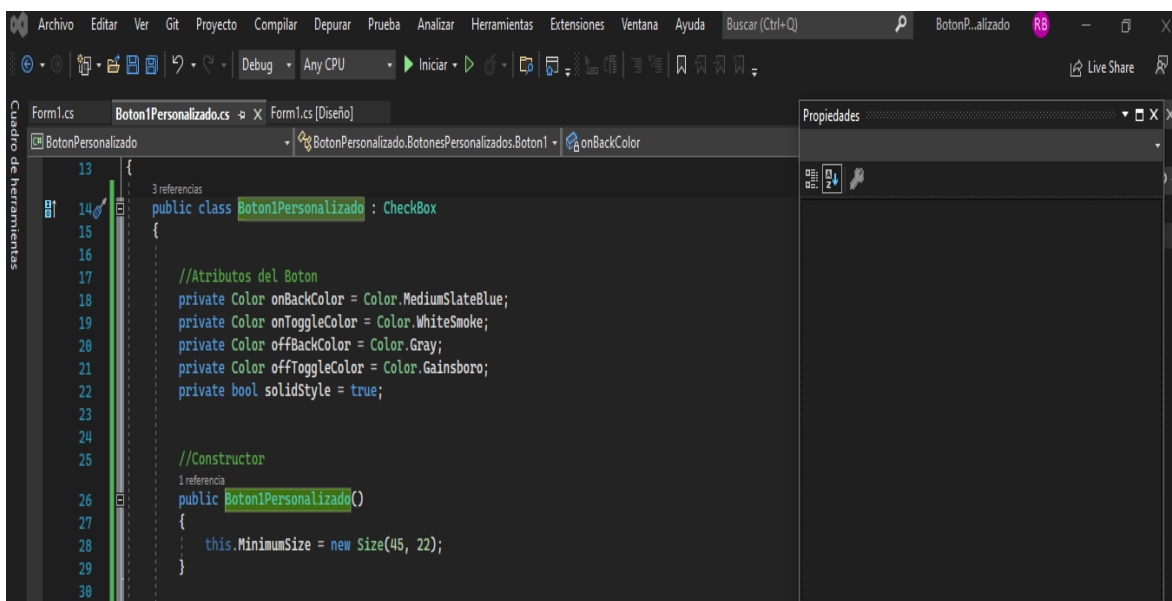 Archivo Editar Ver Git Proyecto Compilar Depurar Prueba Analizar Herramientas Extensiones Ventana Ayuda Buscar (Ctrl+Q) BotonP...alizado RB
Debug Any CPU Iniciar Live Share
Cuadro de herramientas
Form1.cs Boton1Personalizado.cs Form1.cs [Diseño]
BotonPersonalizado BotonPersonalizado.BotonesPersonalizados.Boton1 onBackColor
13 {
3 referencias
14 public class Boton1Personalizado : CheckBox
15 {
16
17 //Atributos del Boton
18 private Color onBackColor = Color.MediumSlateBlue;
19 private Color onToggleColor = Color.WhiteSmoke;
20 private Color offBackColor = Color.Gray;
21 private Color offToggleColor = Color.Gainsboro;
22 private bool solidStyle = true;
23
24
25 //Constructor
1 referencia
26 public Boton1Personalizado()
27 {
28 this.MinimumSize = new Size(45, 22);
29 }
30
Propiedades